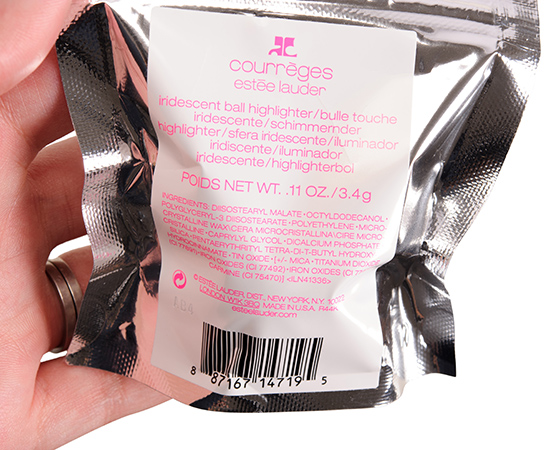 courrèges
estēe lauder
iridescent ball highlighter/bulle touche
iridescente/schimmernder
highlighter/sfera iridescente/iluminador
iridiscente/iluminador
iridescente/highlighterbol
POIDS NET WT. .11 OZ./3.4g
INGREDIENTS: DIISOSTEARYL MALATE • OCTYLDODECANOL •
POLYGLYCERYL-3 DIISOSTEARATE • POLYETHYLENE • MICRO-
CRYSTALLINE WAX\CERA MICROCRISTALLINA\CIRE MICRO
CRISTALLINE • CAPRYLYL GLYCOL • DICALCIUM PHOSPHATE
SILICA • PENTAERYTHRITYL TETRA-DI-T-BUTYL HYDROXY-
HYDROCINNAMATE • TIN OXIDE • [+/- MICA • TITANIUM DIOXIDE
(CI 77891) • IRON OXIDES (CI 77492) • IRON OXIDES (CI
CARMINE (CI 75470)] <LN41336>
© ESTEE LAUDER, DIST., NEW YORK, N.Y. 10022
LONDON W1K 3BQ MADE IN U.S.A.
esteelauder.com
8 87167 14719 5